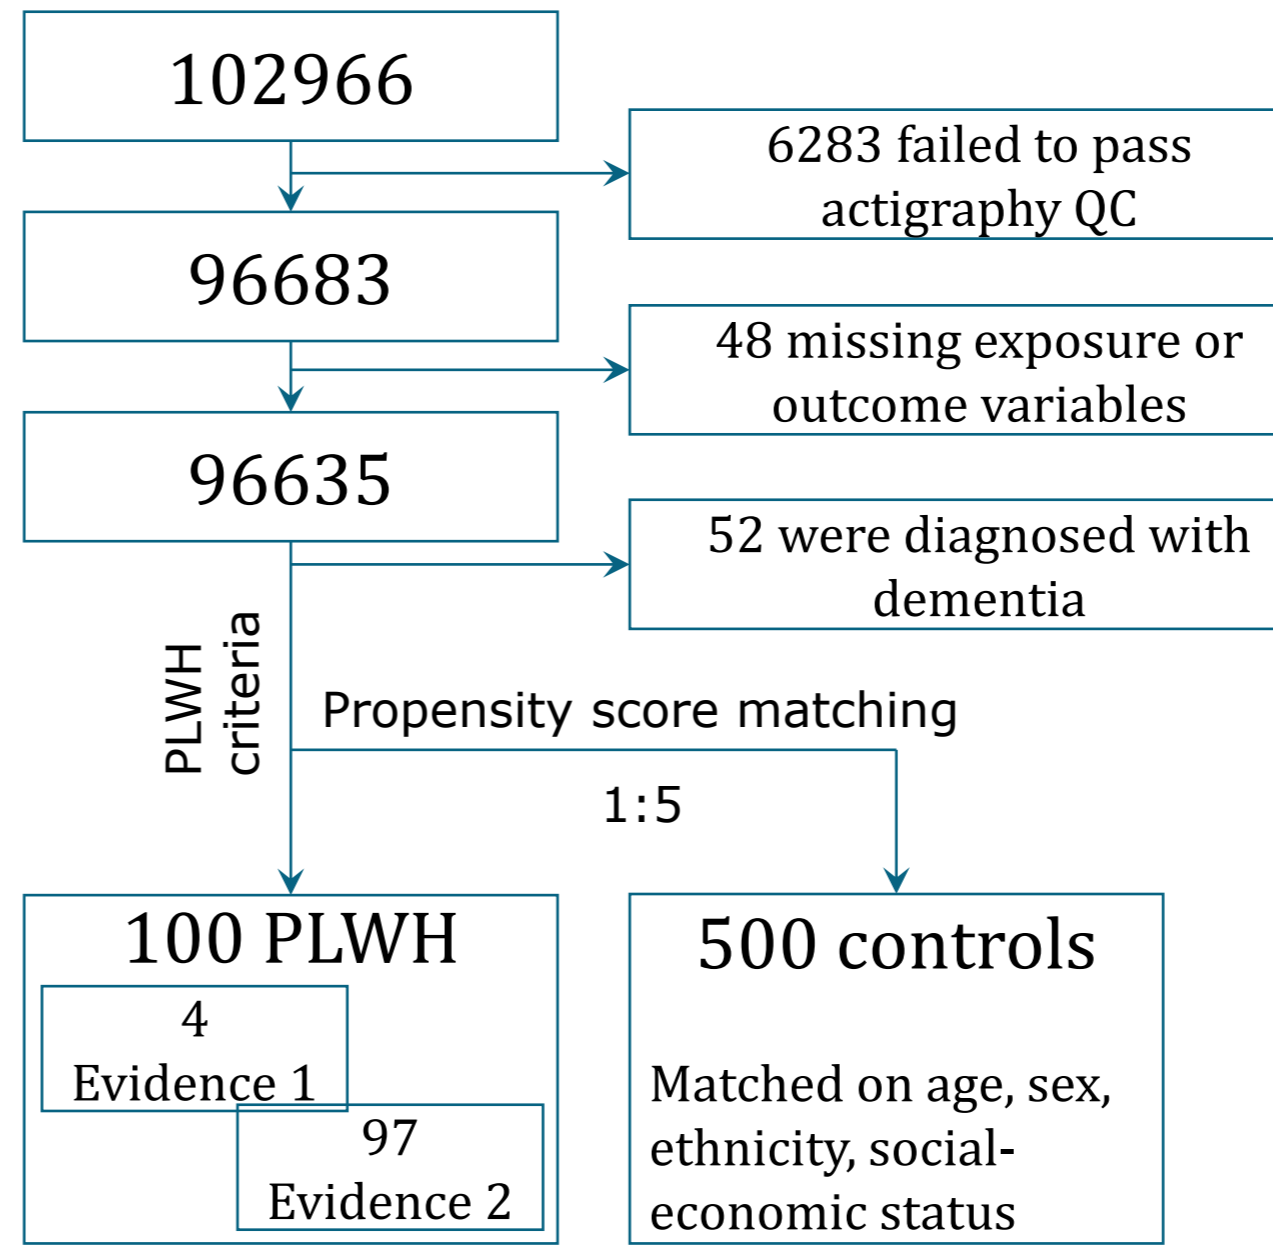 102966
6283 failed to pass
actigraphy QC
96683
48 missing exposure or
outcome variables
96635
52 were diagnosed with
dementia
PLWH
criteria
Propensity score matching
1:5
100 PLWH
4
Evidence 1
97
Evidence 2
500 controls
Matched on age, sex,
ethnicity, social-
economic status